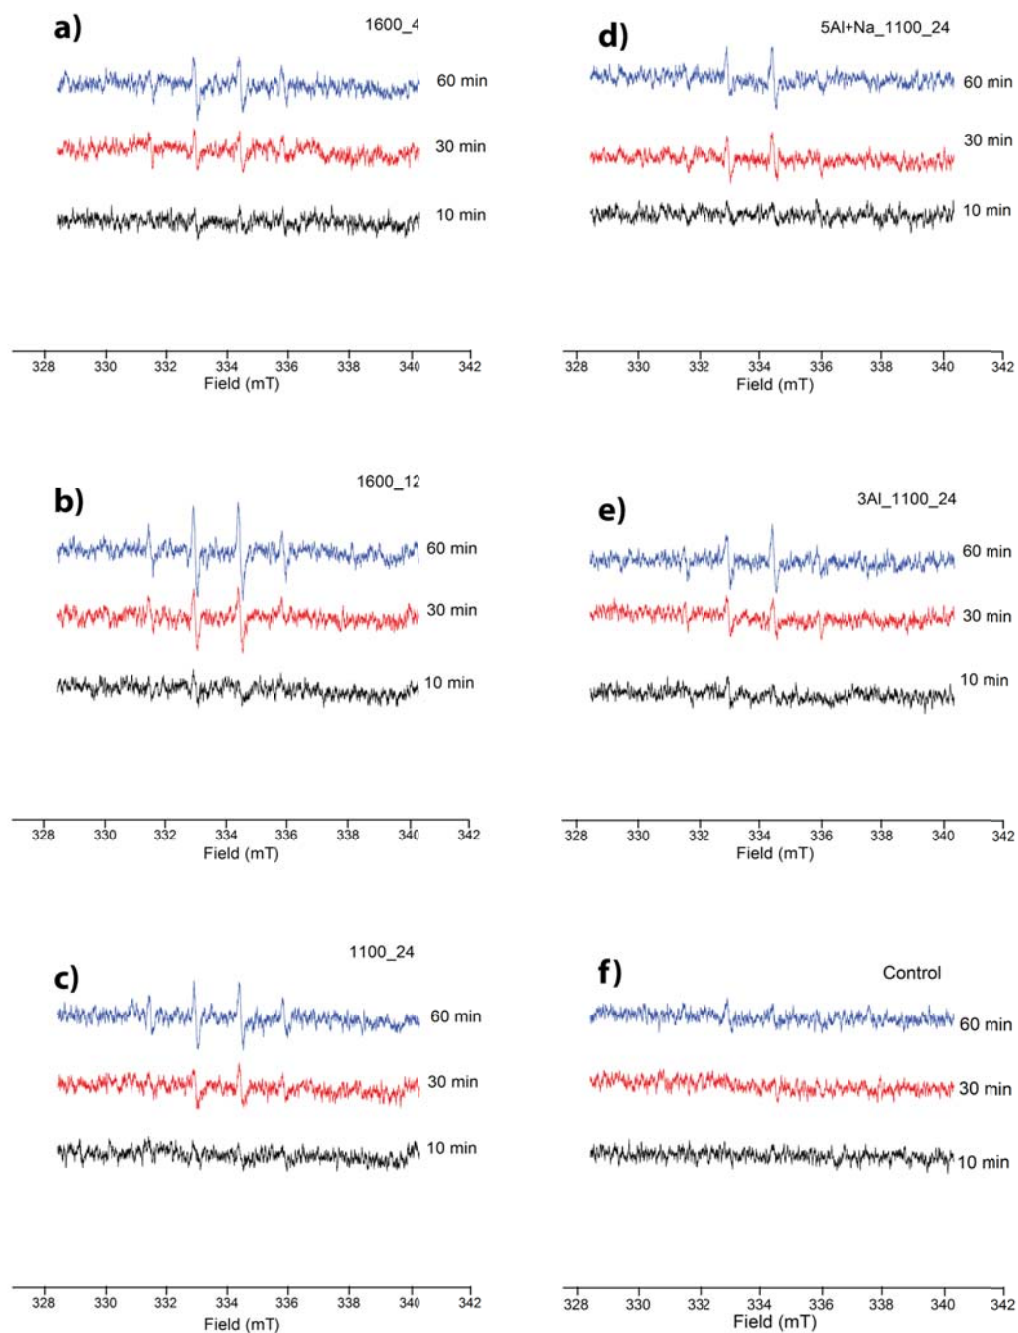 a)
1600_4
60 min
30 min
10 min
328 330 332 334 336 338 340 342
Field (mT)
d)
5Al+Na_1100_24
60 min
30 min
10 min
328 330 332 334 336 338 340 342
Field (mT)
b)
1600_12
60 min
30 min
10 min
328 330 332 334 336 338 340 342
Field (mT)
e)
3Al_1100_24
60 min
30 min
10 min
328 330 332 334 336 338 340 342
Field (mT)
c)
1100_24
60 min
30 min
10 min
328 330 332 334 336 338 340 342
Field (mT)
f)
Control
60 min
30 min
10 min
328 330 332 334 336 338 340 342
Field (mT)